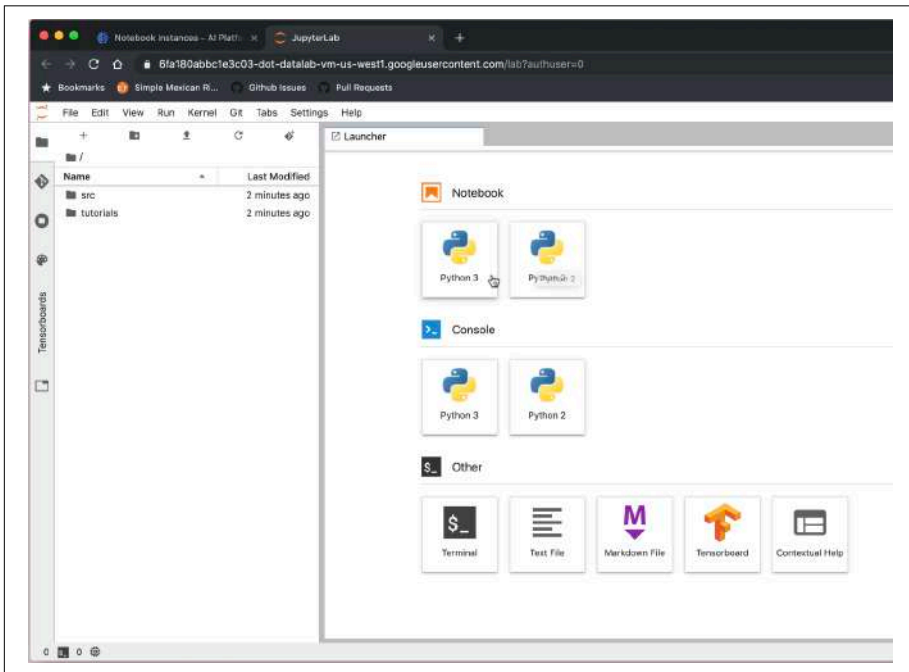 Notebook instances - AI Platf
JupyterLab
6fa180abbc1e3c03-dot-datalab-vm-us-west1.googleusercontent.com/lab?authuser=0
Bookmarks Simple Mexican Ri... Github Issues Pull Requests
File Edit View Run Kernel Git Tabs Settings Help
Launcher
/
Name Last Modified
src 2 minutes ago
tutorials 2 minutes ago
Tensorboards
Notebook
Python 3
Console
Python 3 Python 2
$_ Other
$_
Terminal Text File Markdown File Tensorboard Contextual Help
0 0